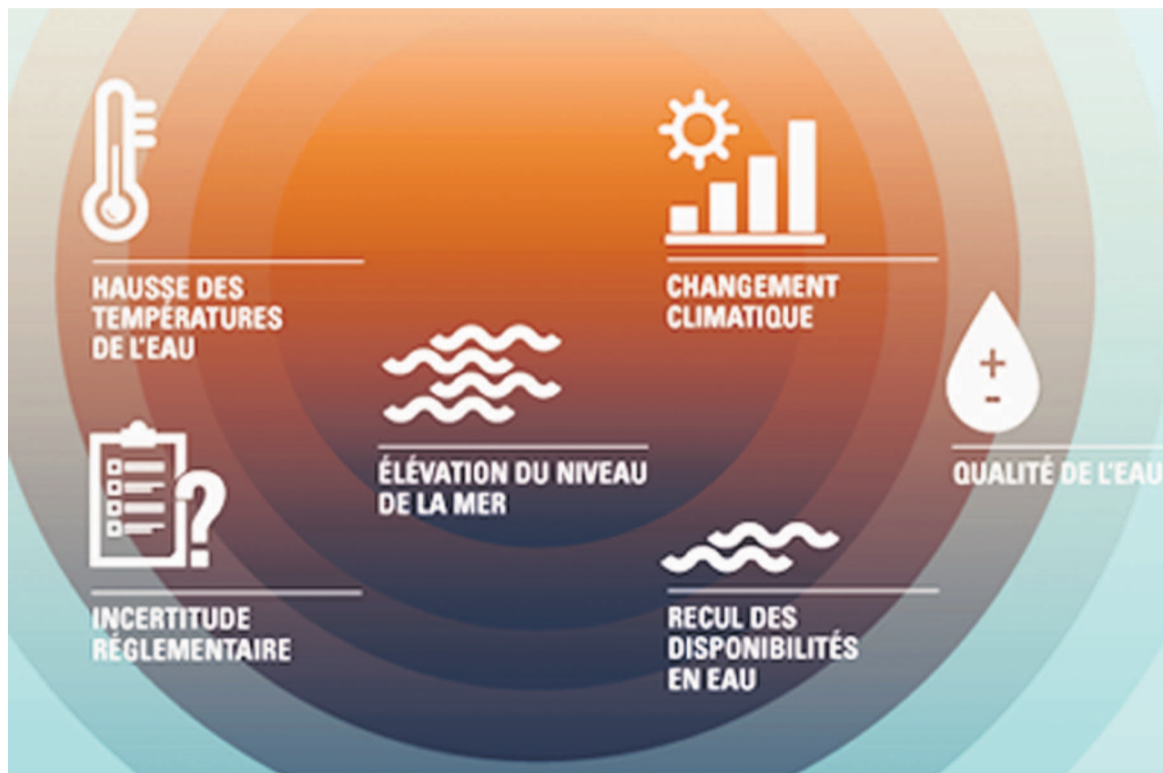 HAUSSE DES
TEMPÉRATURES
DE L'EAU
CHANGEMENT
CLIMATIQUE
ÉLÉVATION DU NIVEAU
DE LA MER
QUALITÉ DE L'EAU
INCERTITUDE
RÉGLEMENTAIRE
RECUL DES
DISPONIBILITÉS
EN EAU
+
-
?